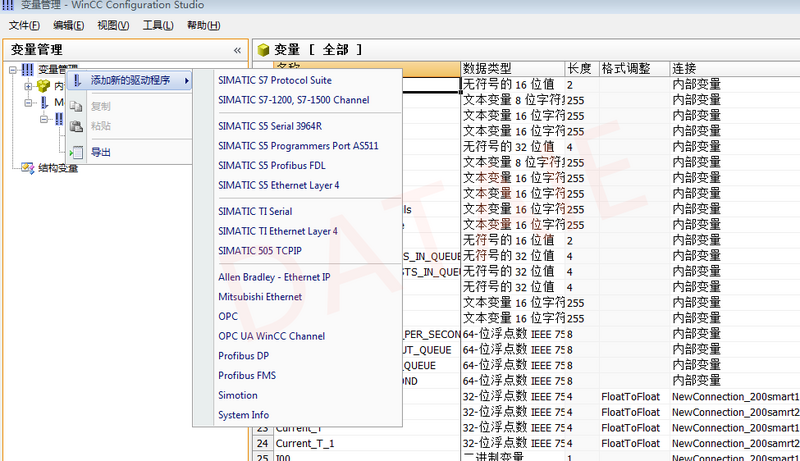 变量管理 - WinCC Configuration Studio
文件(F) 编辑(E) 视图(V) 工具(L) 帮助(H)
变量管理 «
变量 [ 全部 ]
变量管理
内
M
结构变量
添加新的驱动程序
复制
粘贴
导出
SIMATIC S7 Protocol Suite
SIMATIC S7-1200, S7-1500 Channel
SIMATIC S5 Serial 3964R
SIMATIC S5 Programmers Port AS511
SIMATIC S5 Profibus FDL
SIMATIC S5 Ethernet Layer 4
SIMATIC TI Serial
SIMATIC TI Ethernet Layer 4
SIMATIC 505 TCPIP
Allen Bradley - Ethernet IP
Mitsubishi Ethernet
OPC
OPC UA WinCC Channel
Profibus DP
Profibus FMS
Simotion
System Info
名称 数据类型 长度 格式调整 连接
无符号的 16 位值 2 内部变量
文本变量 8 位字符 255 内部变量
文本变量 16 位字符 255 内部变量
文本变量 16 位字符 255 内部变量
无符号的 32 位值 4 内部变量
文本变量 8 位字符 255 内部变量
文本变量 16 位字符 255 内部变量
文本变量 16 位字符 255 内部变量
ls 文本变量 16 位字符 255 内部变量
文本变量 16 位字符 255 内部变量
无符号的 16 位值 2 内部变量
TS_IN_QUEUE 无符号的 32 位值 4 内部变量
STS_IN_QUEUE 无符号的 32 位值 4 内部变量
无符号的 32 位值 4 内部变量
文本变量 16 位字符 255 内部变量
文本变量 16 位字符 255 内部变量
_PER_SECON 64-位浮点数 IEEE 75 8 内部变量
UT_QUEUE 64-位浮点数 IEEE 75 8 内部变量
_QUEUE 64-位浮点数 IEEE 75 8 内部变量
OND 64-位浮点数 IEEE 75 8 内部变量
32-位浮点数 IEEE 75 4 FloatToFloat NewConnection_200smart1
32-位浮点数 IEEE 75 4 FloatToFloat NewConnection_200samrt2
23 Current_T 32-位浮点数 IEEE 75 4 FloatToFloat NewConnection_200smart1
24 Current_T_1 32-位浮点数 IEEE 75 4 FloatToFloat NewConnection_200samrt2
25 I00 二进制变量 1 NewConnection_200smart1